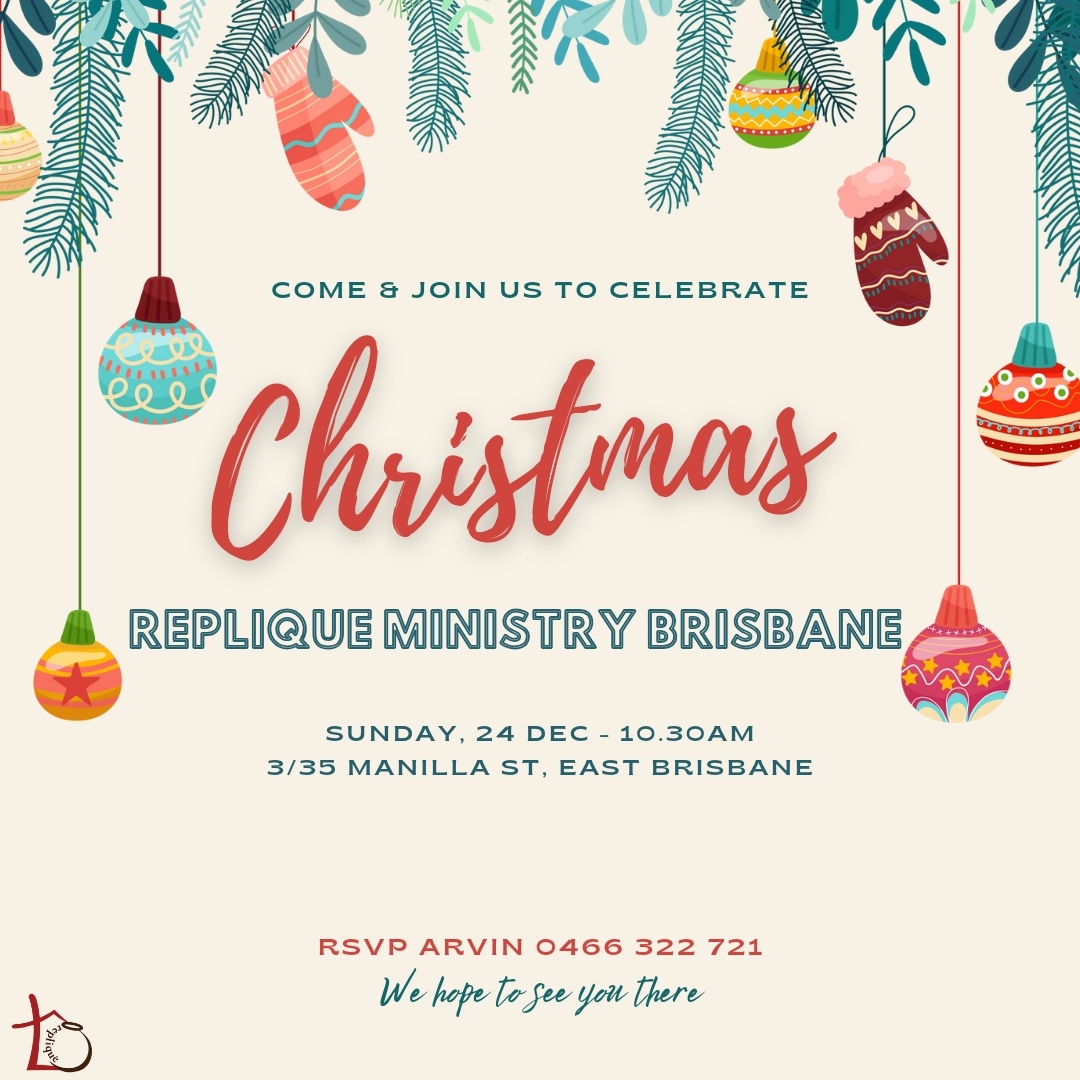 COME & JOIN US TO CELEBRATE
Christmas
REPLIQUE MINISTRY BRISBANE
SUNDAY, 24 DEC - 10.30AM
3/35 MANILLA ST, EAST BRISBANE
RSVP ARVIN 0466 322 721
We hope to see you there
replique